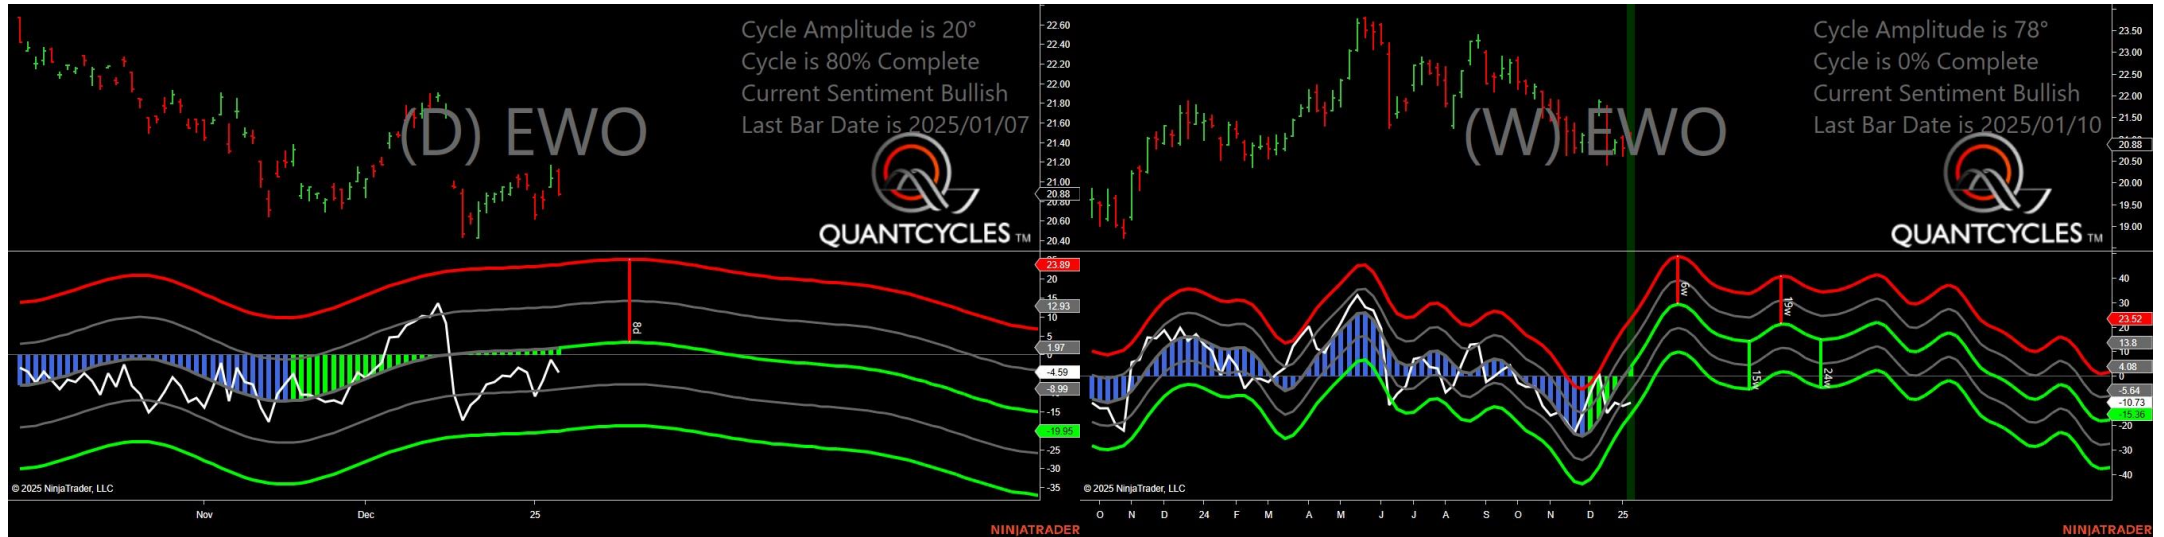 Cycle Amplitude is 20°
Cycle is 80% Complete
Current Sentiment Bullish
Last Bar Date is 2025/01/07
(D) EWO
QUANTCYCLES TM
22.60
22.40
22.20
22.00
21.80
21.60
21.40
21.20
21.00
20.88
20.80
20.60
20.40
23.89
20
15
12.93
10
5
1.97
0
-4.59
-8.99
-15
-19.95
-25
-30
-35
8d
© 2025 NinjaTrader, LLC
Nov
Dec
25
NINJATRADER
Cycle Amplitude is 78°
Cycle is 0% Complete
Current Sentiment Bullish
Last Bar Date is 2025/01/10
(W) EWO
QUANTCYCLES TM
23.50
23.00
22.50
22.00
21.50
20.88
20.50
20.00
19.50
19.00
40
30
23.52
20
13.8
10
4.08
0
-5.64
-10.73
-15.36
-20
-30
-40
6w
15w
19w
24w
© 2025 NinjaTrader, LLC
O N D 24 F M A M J J A S O N D 25
NINJATRADER